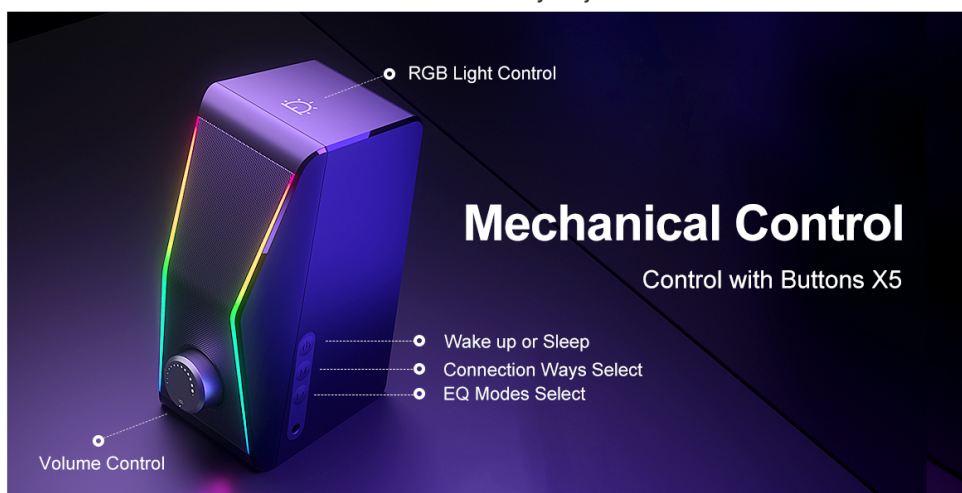 RGB Light Control
Mechanical Control
Control with Buttons X5
Wake up or Sleep
Connection Ways Select
EQ Modes Select
Volume Control